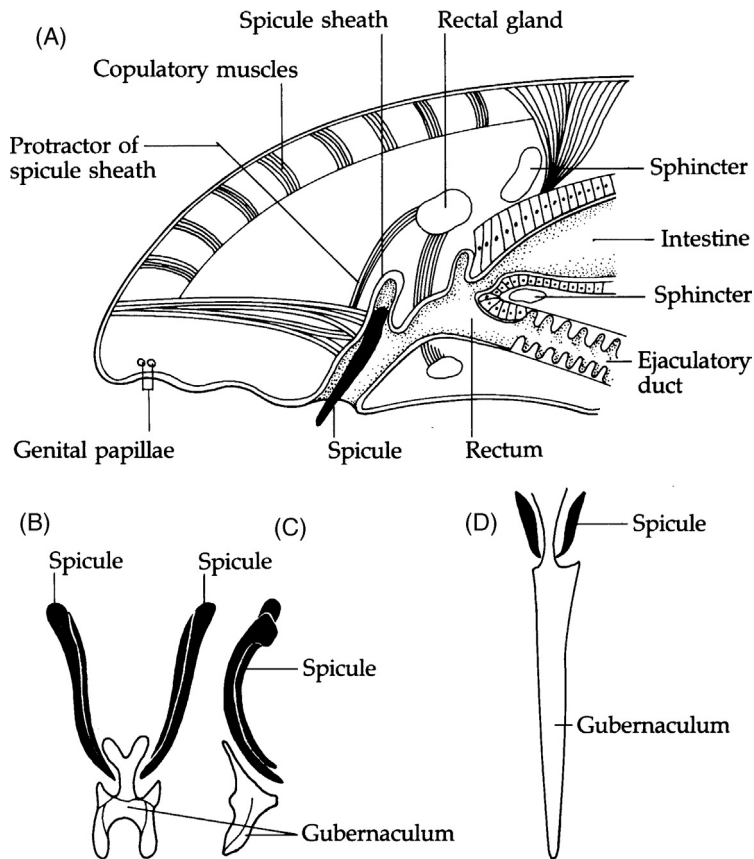 (A)
Spicule sheath
Rectal gland
Copulatory muscles
Protractor of
spicule sheath
Sphincter
Intestine
Sphincter
Ejaculatory
duct
Genital papillae
Spicule
Rectum
(B)
(C)
(D)
Spicule
Spicule
Spicule
Spicule
Gubernaculum
Gubernaculum